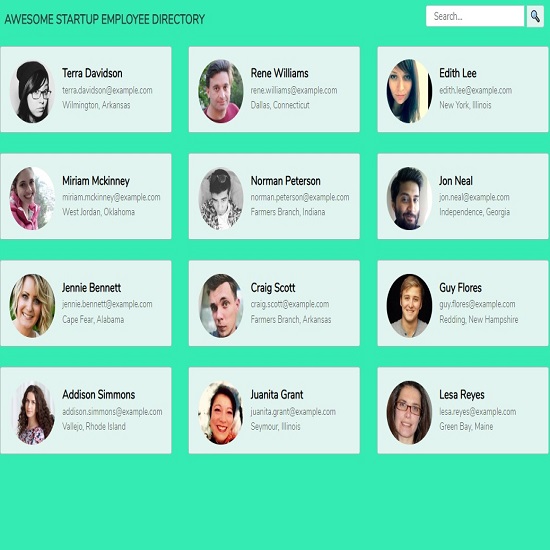 AWESOME STARTUP EMPLOYEE DIRECTORY
Search...
Terra Davidson
terra.davidson@example.com
Wilmington, Arkansas
Rene Williams
rene.williams@example.com
Dallas, Connecticut
Edith Lee
edith.lee@example.com
New York, Illinois
Miriam Mckinney
miriam.mckinney@example.com
West Jordan, Oklahoma
Norman Peterson
norman.peterson@example.com
Farmers Branch, Indiana
Jon Neal
jon.neal@example.com
Independence, Georgia
Jennie Bennett
jennie.bennett@example.com
Cape Fear, Alabama
Craig Scott
craig.scott@example.com
Farmers Branch, Arkansas
Guy Flores
guy.flores@example.com
Redding, New Hampshire
Addison Simmons
addison.simmons@example.com
Vallejo, Rhode Island
Juanita Grant
juanita.grant@example.com
Seymour, Illinois
Lesa Reyes
lesa.reyes@example.com
Green Bay, Maine